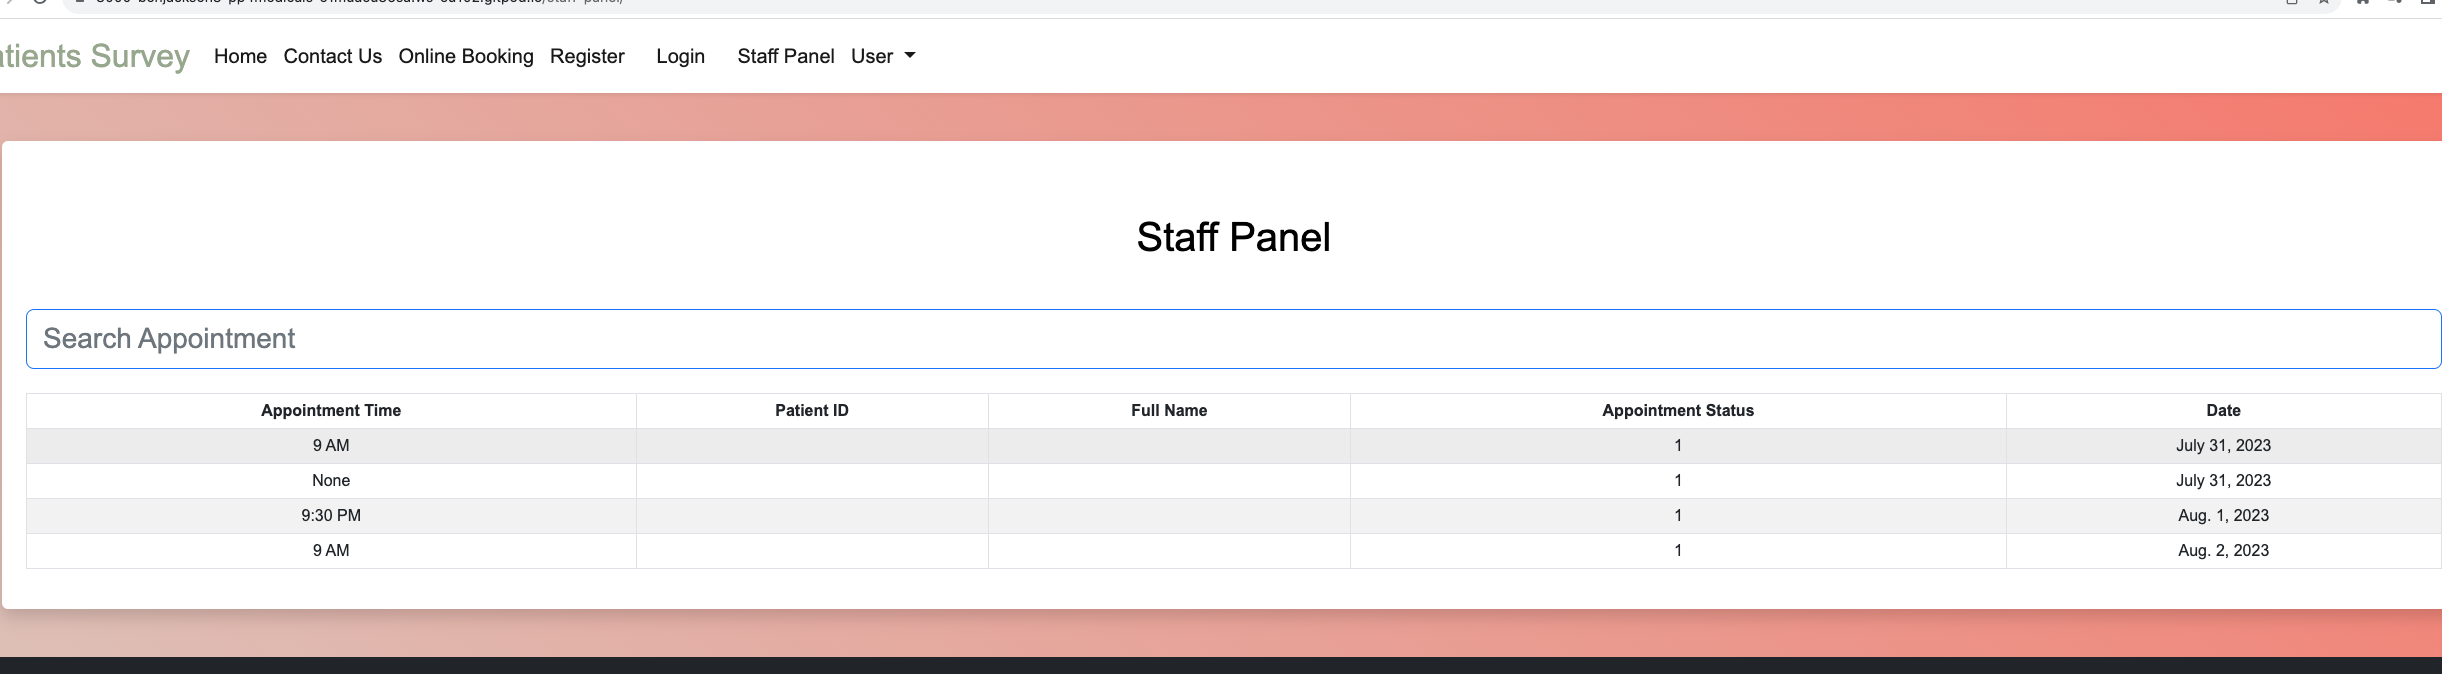 Survey Home Contact Us Online Booking Register Login Staff Panel User
Staff Panel
Search Appointment
Appointment Time Patient ID Full Name Appointment Status Date
9 AM 1 July 31, 2023
None 1 July 31, 2023
9:30 PM 1 Aug. 1, 2023
9 AM 1 Aug. 2, 2023